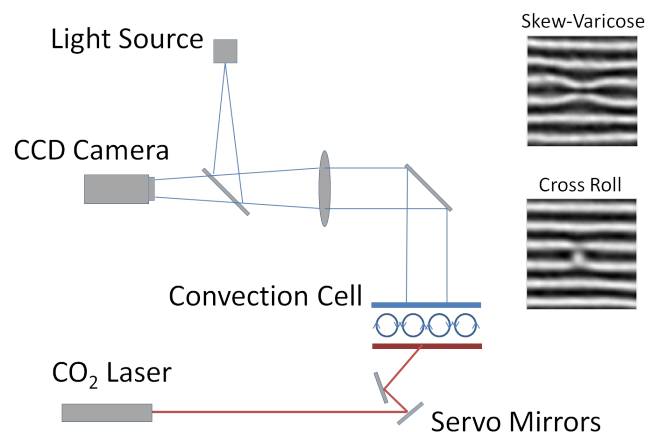 Skew-Varicose
Light Source
CCD Camera
Cross Roll
Convection Cell
CO₂ Laser
Servo Mirrors